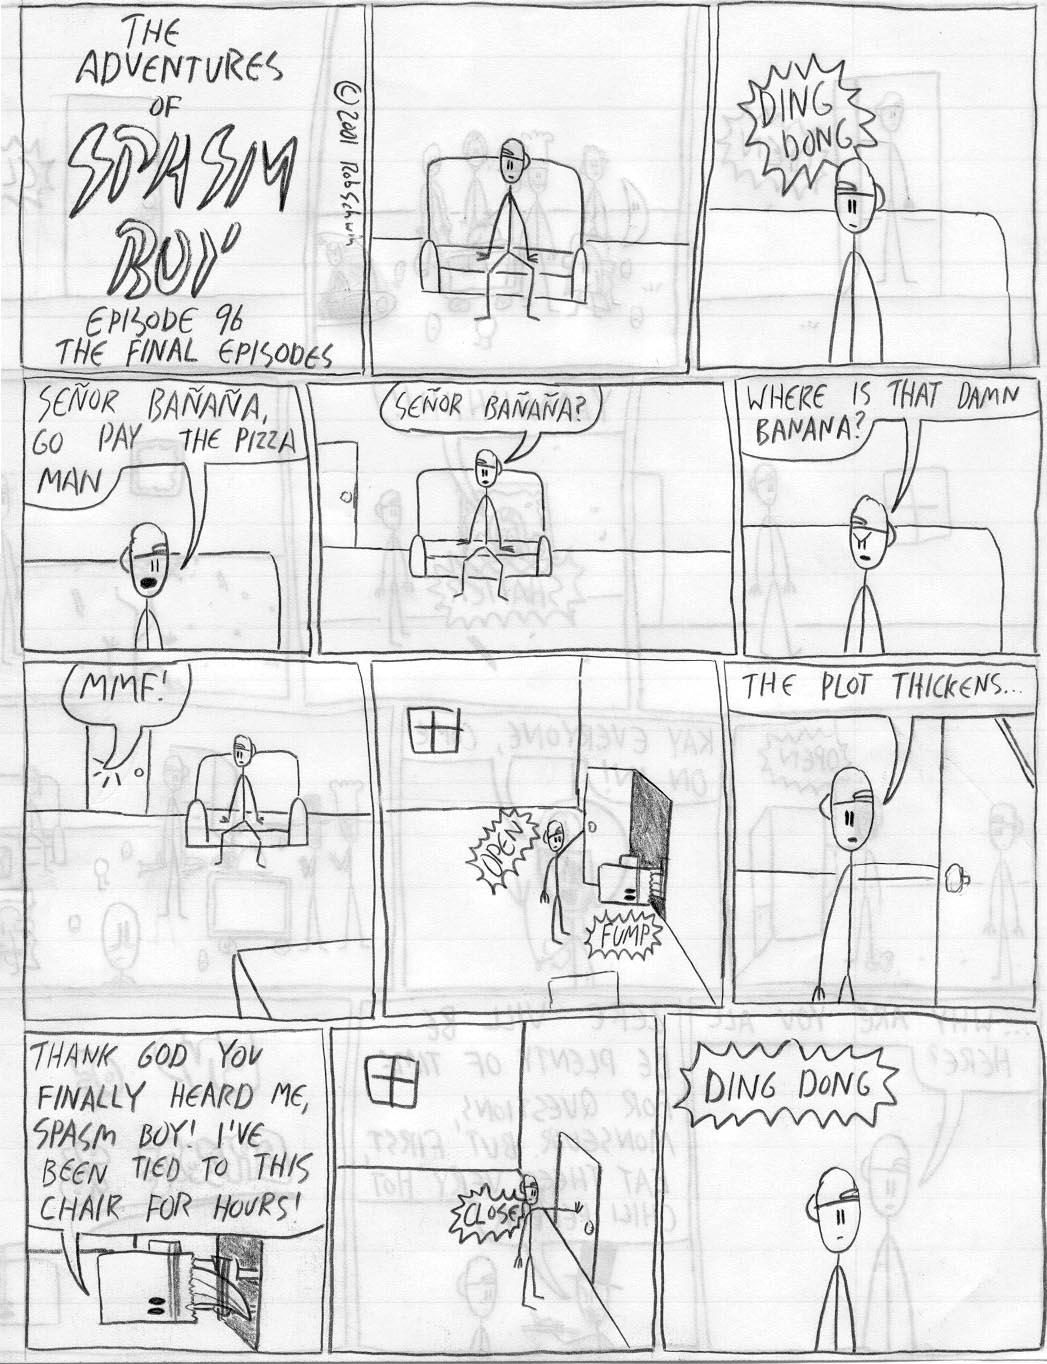 THE
ADVENTURES
OF
SPASM
BOY
EPISODE 96
THE FINAL EPISODES
©2001 Rob Schwin
DING
DONG
SEÑOR BAÑAÑA,
GO PAY THE PIZZA
MAN
SEÑOR BAÑAÑA?
WHERE IS THAT DAMN
BANANA?
MMF!
OPEN
FUMP
THE PLOT THICKENS...
THANK GOD YOU
FINALLY HEARD ME,
SPASM BOY! I'VE
BEEN TIED TO THIS
CHAIR FOR HOURS!
CLOSE
DING DONG